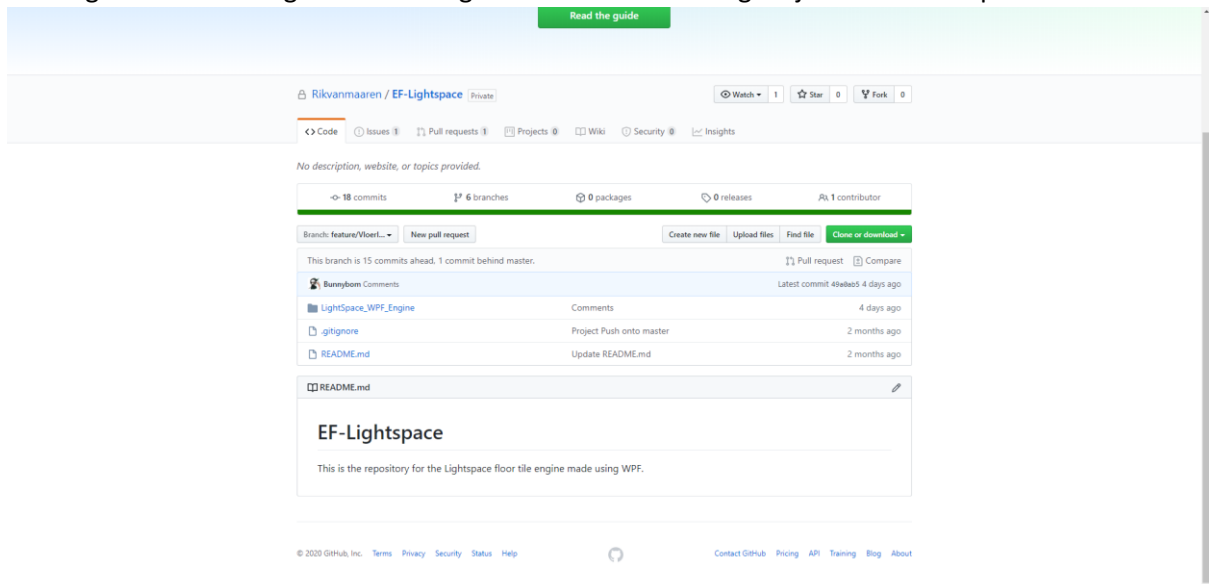 Read the guide
Rikvanmaaren / EF-Lightspace Private
Watch 1 Star 0 Fork 0
Code Issues 1 Pull requests 1 Projects 0 Wiki Security 0 Insights
No description, website, or topics provided.
18 commits 6 branches 0 packages 0 releases 1 contributor
Branch: feature/Vloerl... New pull request Create new file Upload files Find file Clone or download
This branch is 15 commits ahead, 1 commit behind master. Pull request Compare
Bunnybom Comments Latest commit 4 days ago
LightSpace_WPF_Engine Comments 4 days ago
.gitignore Project Push onto master 2 months ago
README.md Update README.md 2 months ago
README.md
EF-Lightspace
This is the repository for the Lightspace floor tile engine made using WPF.
© 2020 GitHub, Inc. Terms Privacy Security Status Help Contact GitHub Pricing API Training Blog About